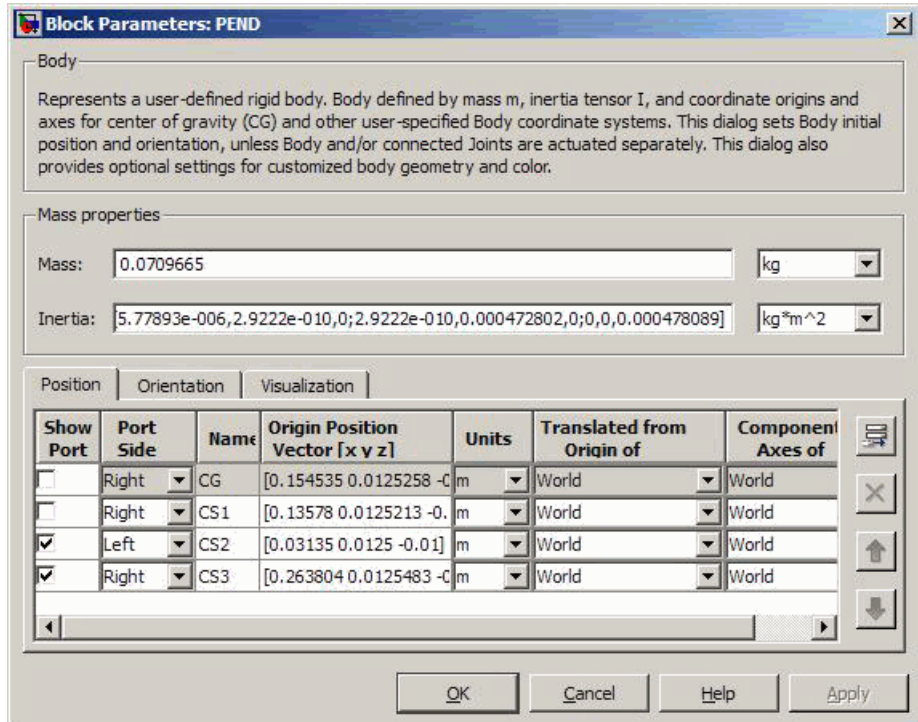 Block Parameters: PEND
Body
Represents a user-defined rigid body. Body defined by mass m, inertia tensor I, and coordinate origins and
axes for center of gravity (CG) and other user-specified Body coordinate systems. This dialog sets Body initial
position and orientation, unless Body and/or connected Joints are actuated separately. This dialog also
provides optional settings for customized body geometry and color.
Mass properties
Mass: 0.0709665 kg
Inertia: [5.77893e-006,2.9222e-010,0;2.9222e-010,0.000472802,0;0,0,0.000478089] kg*m^2
Position Orientation Visualization
Show Port Name Origin Position Units Translated from Component
Port Side Vector [x y z] Origin of Axes of
Right CG [0.154535 0.0125258 -0 m World World
Right CS1 [0.13578 0.0125213 -0. m World World
Left CS2 [0.03135 0.0125 -0.01] m World World
Right CS3 [0.263804 0.0125483 -0 m World World
OK Cancel Help Apply